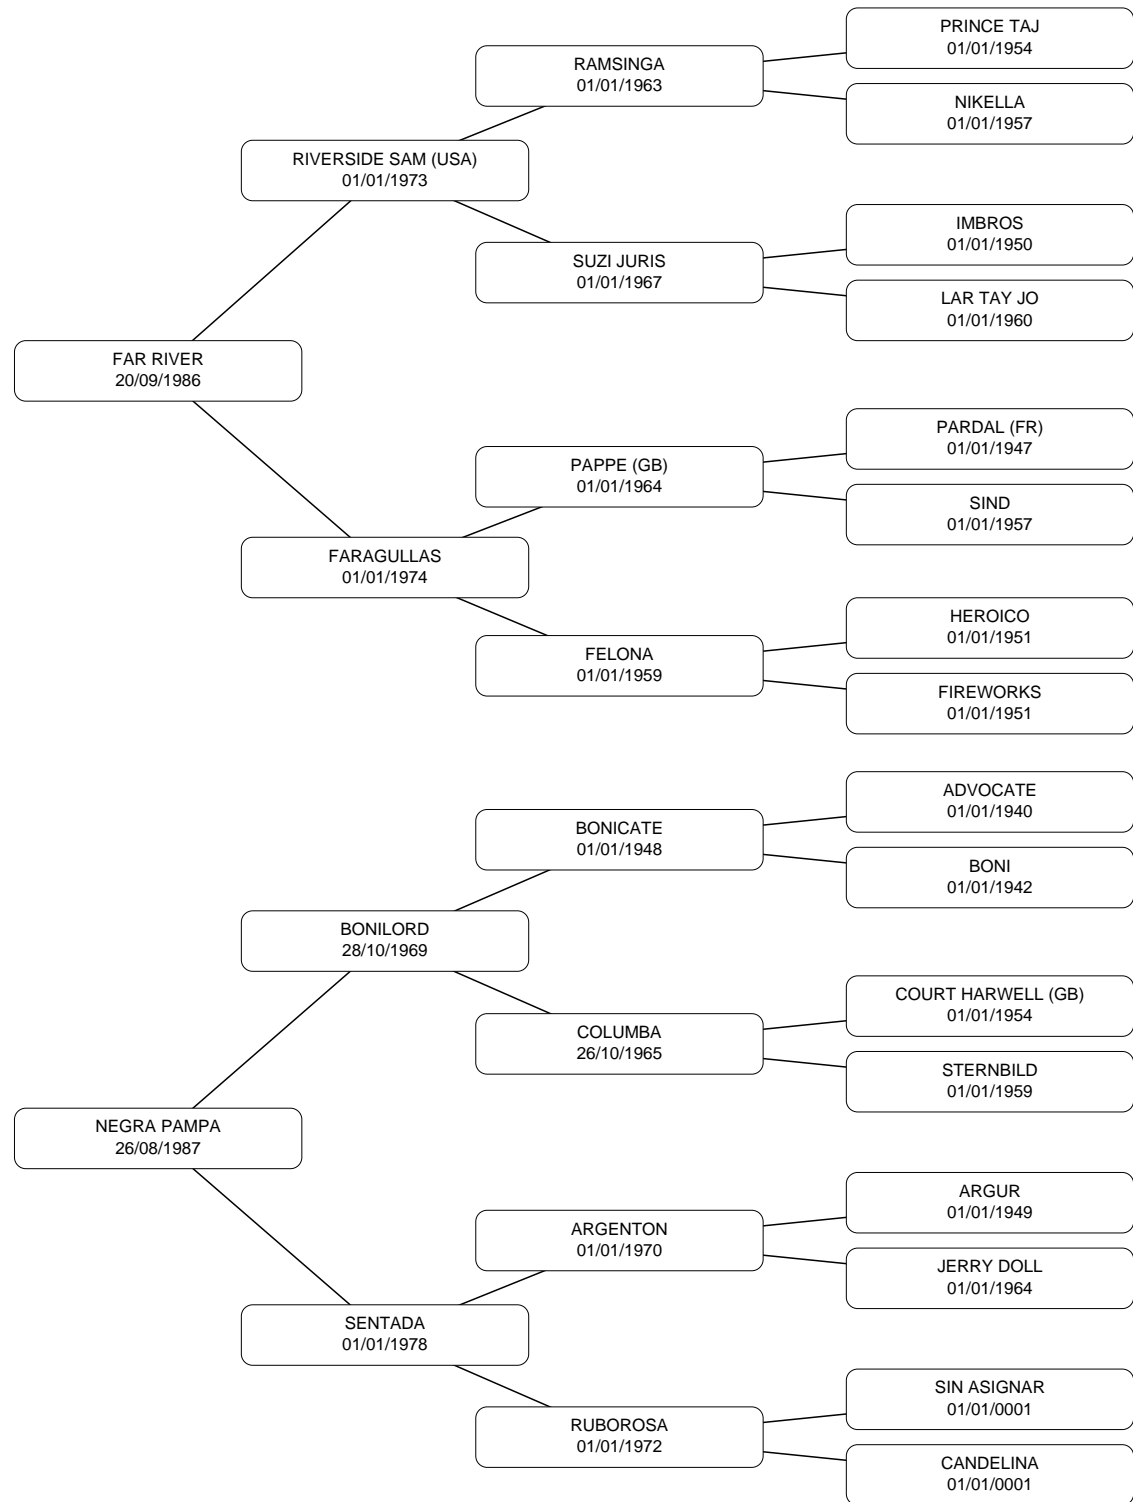 PRINCE TAJ
01/01/1954
RAMSINGA
01/01/1963
NIKELLA
01/01/1957
RIVERSIDE SAM (USA)
01/01/1973
IMBROS
01/01/1950
SUZI JURIS
01/01/1967
LAR TAY JO
01/01/1960
FAR RIVER
20/09/1986
PARDAL (FR)
01/01/1947
PAPPE (GB)
01/01/1964
SIND
01/01/1957
FARAGULLAS
01/01/1974
HEROICO
01/01/1951
FELONA
01/01/1959
FIREWORKS
01/01/1951
ADVOCATE
01/01/1940
BONICATE
01/01/1948
BONI
01/01/1942
BONILORD
28/10/1969
COURT HARWELL (GB)
01/01/1954
COLUMBA
26/10/1965
STERNBILD
01/01/1959
NEGRA PAMPA
26/08/1987
ARGUR
01/01/1949
ARGENTON
01/01/1970
JERRY DOLL
01/01/1964
SENTADA
01/01/1978
SIN ASIGNAR
01/01/0001
RUBOROSA
01/01/1972
CANDELINA
01/01/0001